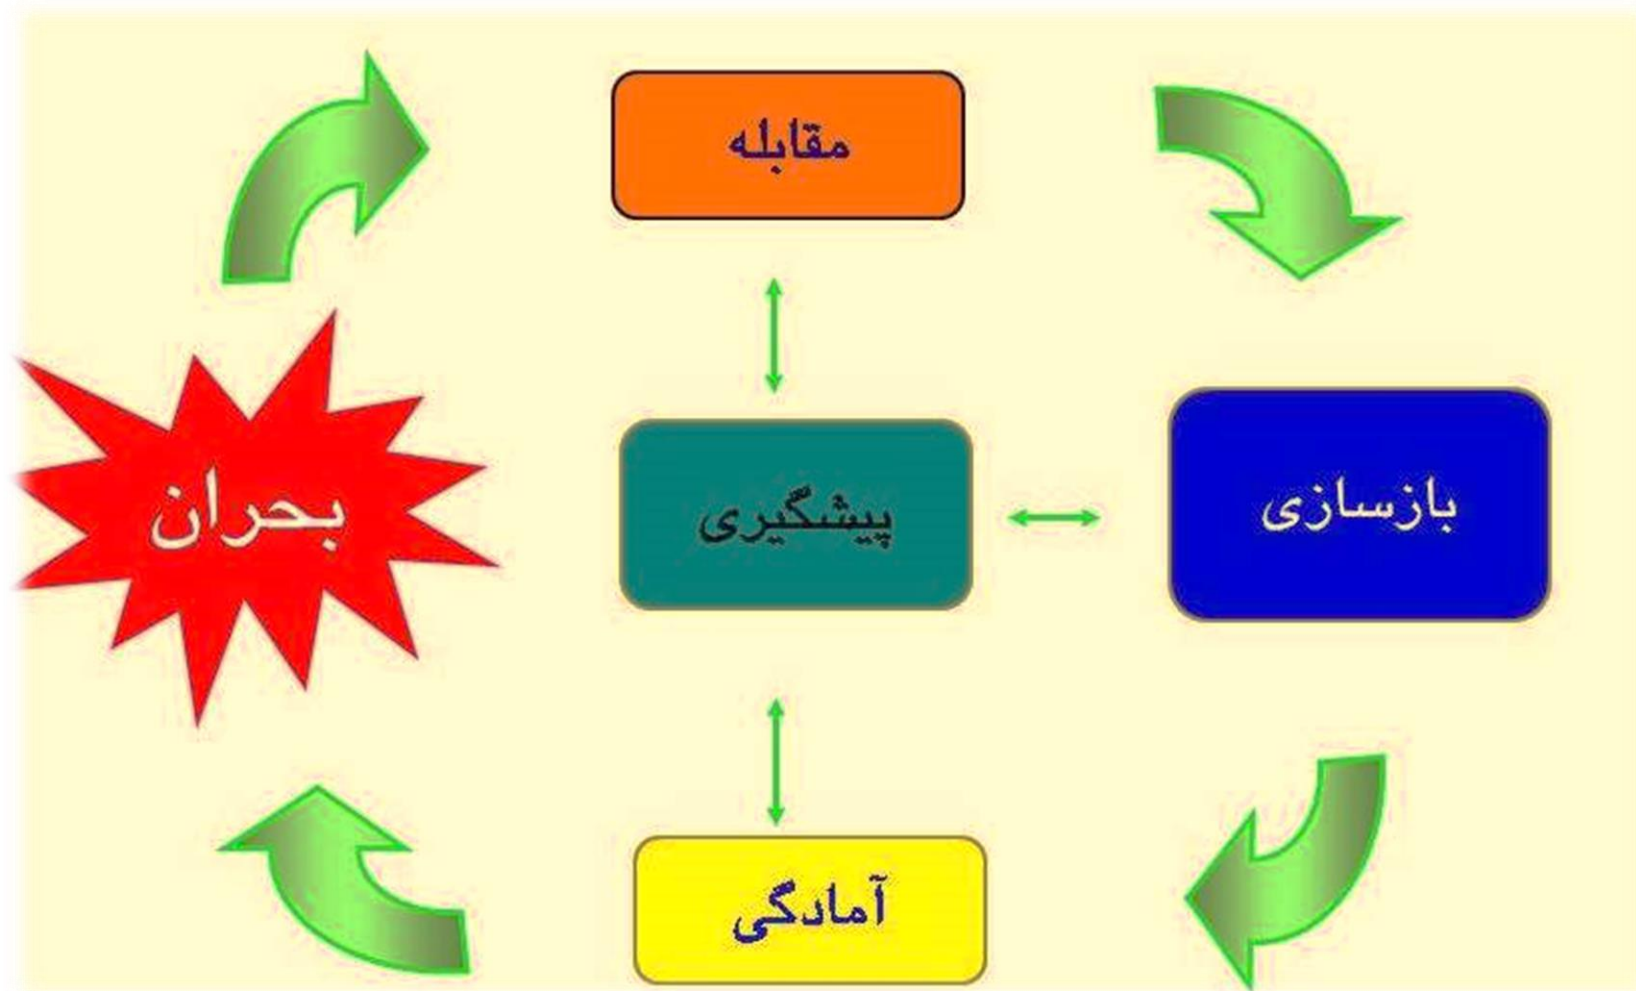 مقابله
بازسازی
پیشگیری
بحران
آمادگی